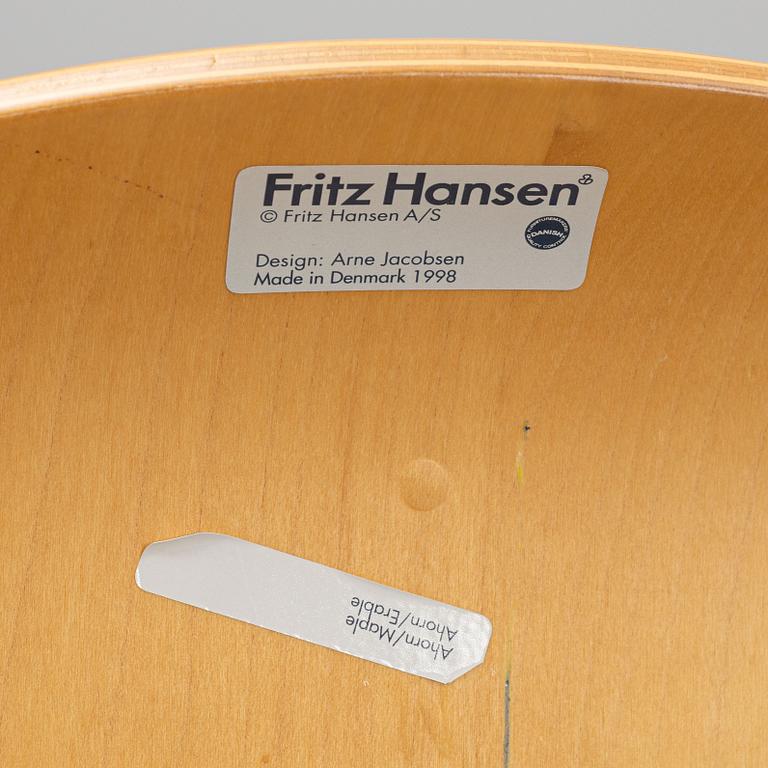 Fritz Hansen
© Fritz Hansen A/S
DANISH
Design: Arne Jacobsen
Made in Denmark 1998
Ahorn/Maple
Ahorn/Erable